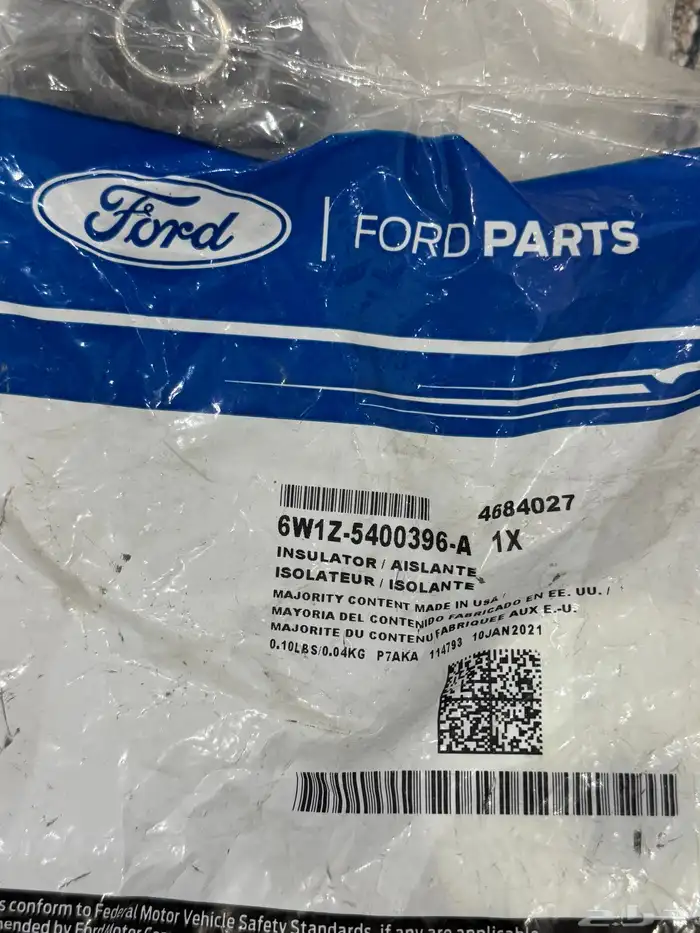 Ford | FORD PARTS
4684027
6W1Z-5400396-A 1X
INSULATOR / AISLANTE
ISOLATEUR / ISOLANTE
MAJORITY CONTENT MADE IN USA /
MAYORIA DEL CONTENIDO FABRICADO EN EE. UU. /
MAJORITE DU CONTENU FABRIQUEE AUX E.-U.
0.10LBS/0.04KG P7AKA 114793 10JAN2021
s conform to Federal Motor Vehicle Safety Standards, if any are applicable